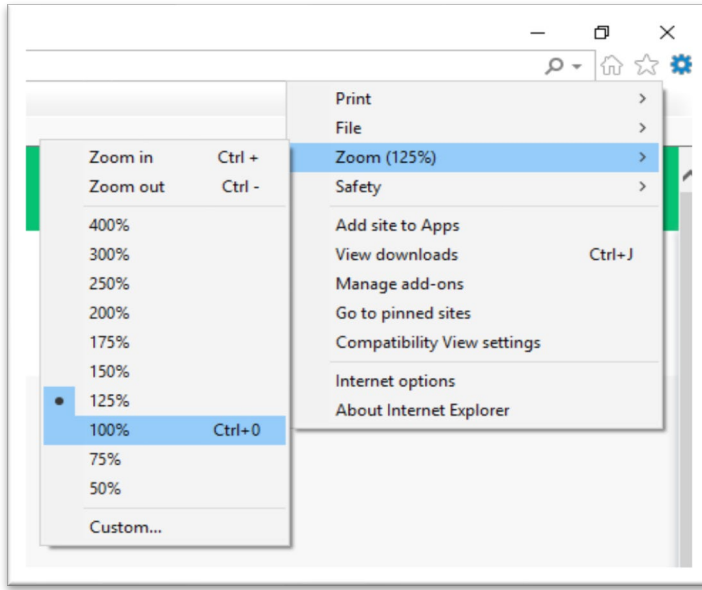 Print
File
Zoom (125%)
Safety
Add site to Apps
View downloads Ctrl+J
Manage add-ons
Go to pinned sites
Compatibility View settings
Internet options
About Internet Explorer
Zoom in Ctrl +
Zoom out Ctrl -
400%
300%
250%
200%
175%
150%
125%
100% Ctrl+0
75%
50%
Custom...